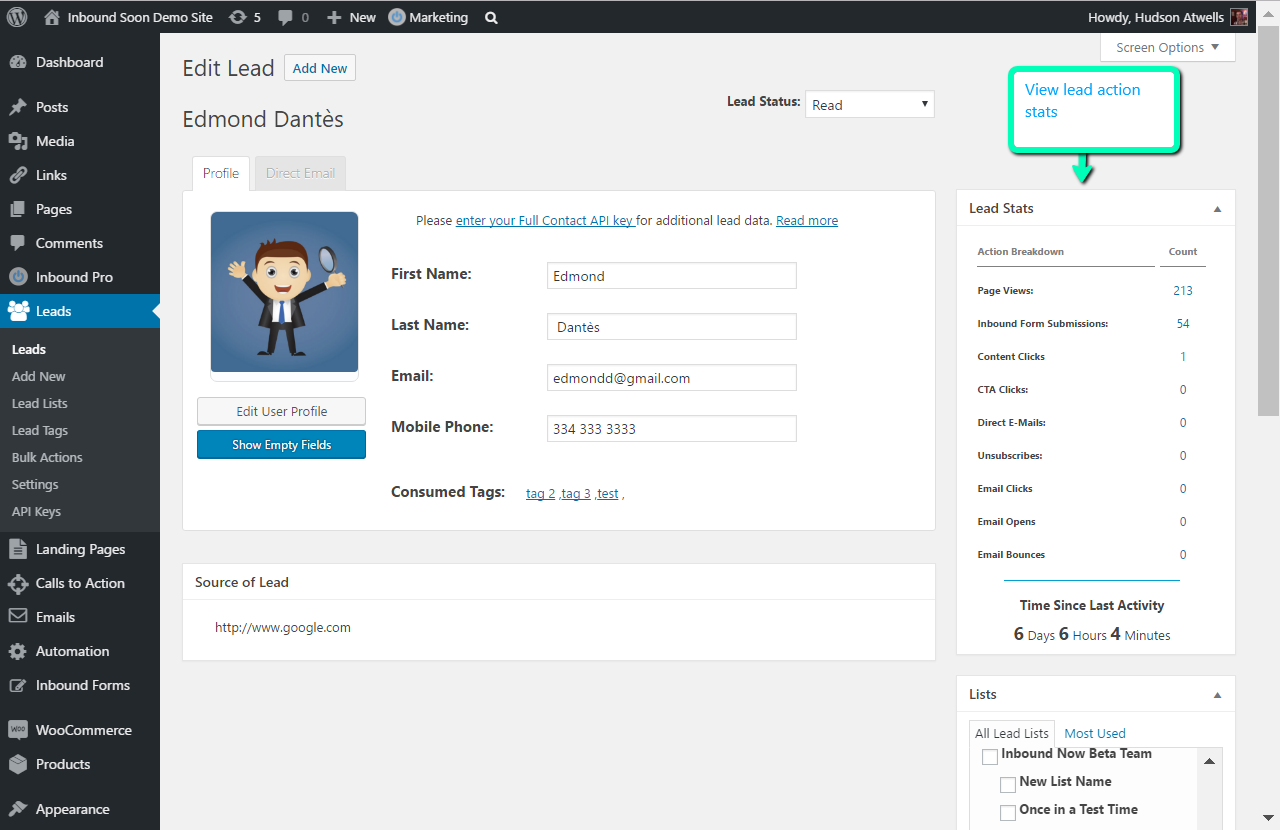 Inbound Soon Demo Site 5 0 New Marketing Howdy, Hudson Atwells
Screen Options
Dashboard
Posts
Media
Links
Pages
Comments
Inbound Pro
Leads
Leads
Add New
Lead Lists
Lead Tags
Bulk Actions
Settings
API Keys
Landing Pages
Calls to Action
Emails
Automation
Inbound Forms
WOO WooCommerce
Products
Appearance
Edit Lead Add New
Edmond Dantès
Lead Status: Read
View lead action
stats
Profile Direct Email
Please enter your Full Contact API key for additional lead data. Read more
First Name: Edmond
Last Name: Dantès
Email: edmondd@gmail.com
Mobile Phone: 334 333 3333
Consumed Tags: tag 2 ,tag 3 ,test ,
Edit User Profile
Show Empty Fields
Source of Lead
http://www.google.com
Lead Stats
Action Breakdown Count
Page Views: 213
Inbound Form Submissions: 54
Content Clicks 1
CTA Clicks: 0
Direct E-Mails: 0
Unsubscribes: 0
Email Clicks 0
Email Opens 0
Email Bounces 0
Time Since Last Activity
6 Days 6 Hours 4 Minutes
Lists
All Lead Lists Most Used
Inbound Now Beta Team
New List Name
Once in a Test Time